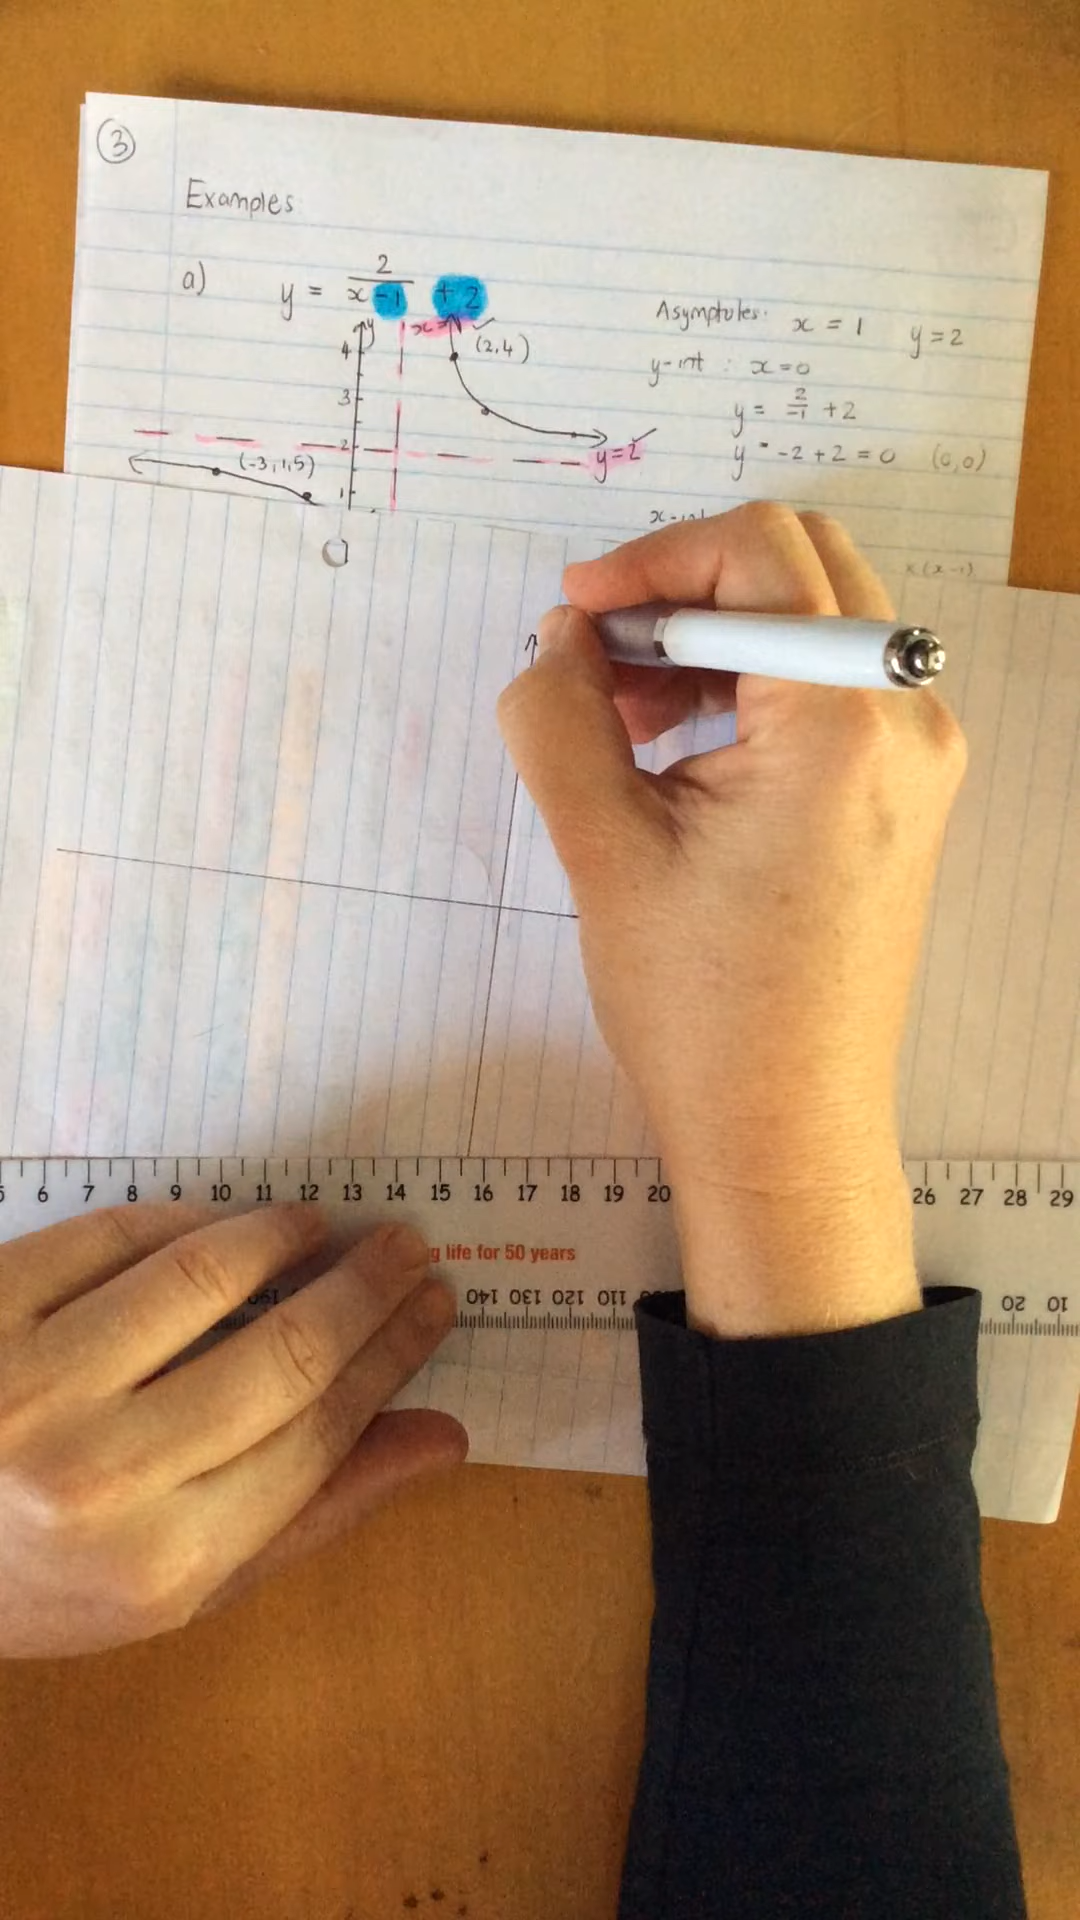 ③
Examples
a) y = 2/(x-1) + 2
Asymptotes: x = 1 y = 2
y
(2,4)
4
y-int : x = 0
3
y = 2/-1 + 2
2
y=2
y = -2 + 2 = 0 (0,0)
(-3,1,5)
1
x (x-1)
6 7 8 9 10 11 12 13 14 15 16 17 18 19 20 26 27 28 29
g life for 50 years
190 140 130 120 110 20 10